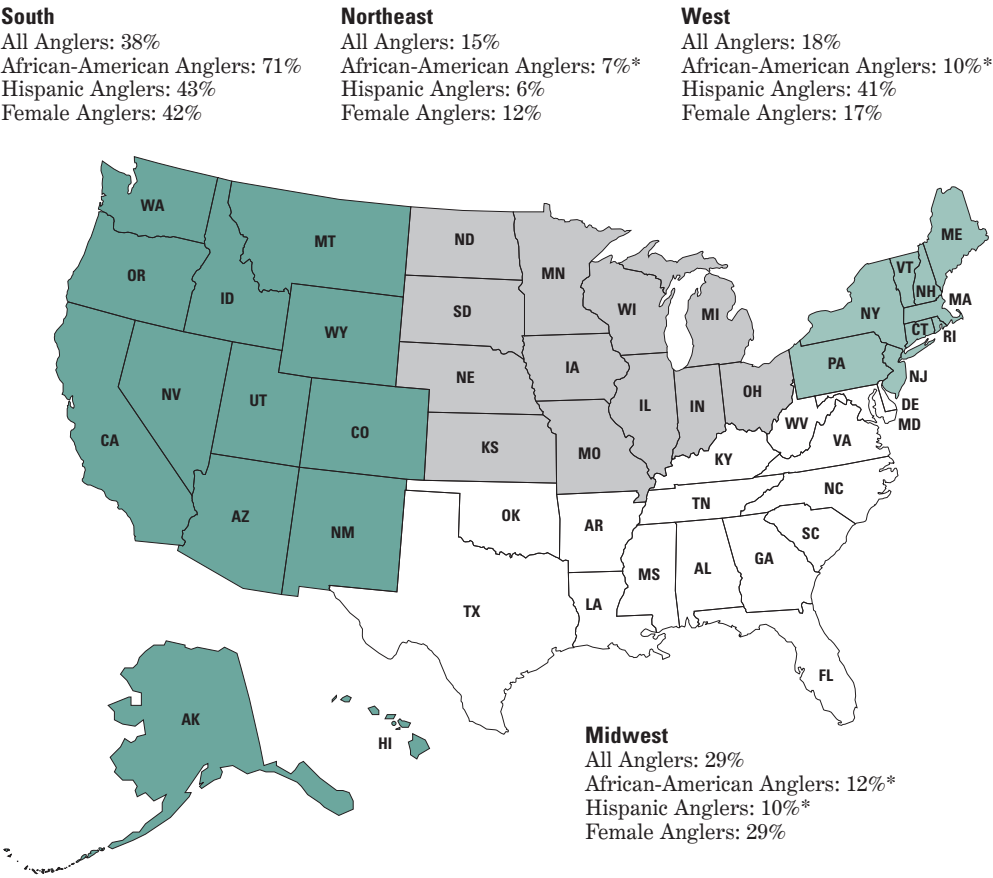 South
All Anglers: 38%
African-American Anglers: 71%
Hispanic Anglers: 43%
Female Anglers: 42%
Northeast
All Anglers: 15%
African-American Anglers: 7%*
Hispanic Anglers: 6%
Female Anglers: 12%
West
All Anglers: 18%
African-American Anglers: 10%*
Hispanic Anglers: 41%
Female Anglers: 17%
WA
MT
ND
MN
ME
OR
ID
SD
WI
MI
VT
NH
MA
NY
CT
RI
WY
NE
IA
PA
NJ
NV
UT
CO
KS
MO
IL
IN
OH
DE
MD
CA
WV
VA
KY
AZ
NM
OK
AR
TN
NC
SC
MS
AL
GA
TX
LA
FL
AK
HI
Midwest
All Anglers: 29%
African-American Anglers: 12%*
Hispanic Anglers: 10%*
Female Anglers: 29%